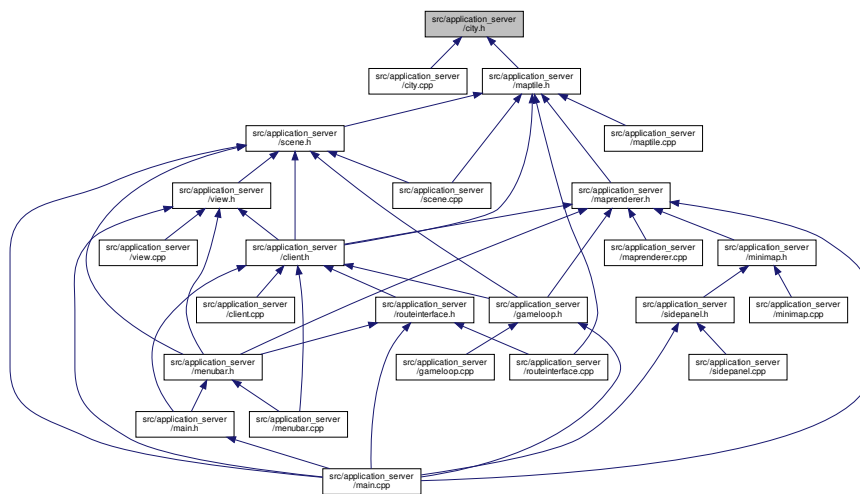 src/application_server
/city.h
src/application_server
/city.cpp
src/application_server
/maptile.h
src/application_server
/scene.h
src/application_server
/maptile.cpp
src/application_server
/view.h
src/application_server
/scene.cpp
src/application_server
/maprenderer.h
src/application_server
/view.cpp
src/application_server
/client.h
src/application_server
/maprenderer.cpp
src/application_server
/minimap.h
src/application_server
/client.cpp
src/application_server
/routeinterface.h
src/application_server
/gameloop.h
src/application_server
/sidepanel.h
src/application_server
/minimap.cpp
src/application_server
/menubar.h
src/application_server
/gameloop.cpp
src/application_server
/routeinterface.cpp
src/application_server
/sidepanel.cpp
src/application_server
/main.h
src/application_server
/menubar.cpp
src/application_server
/main.cpp